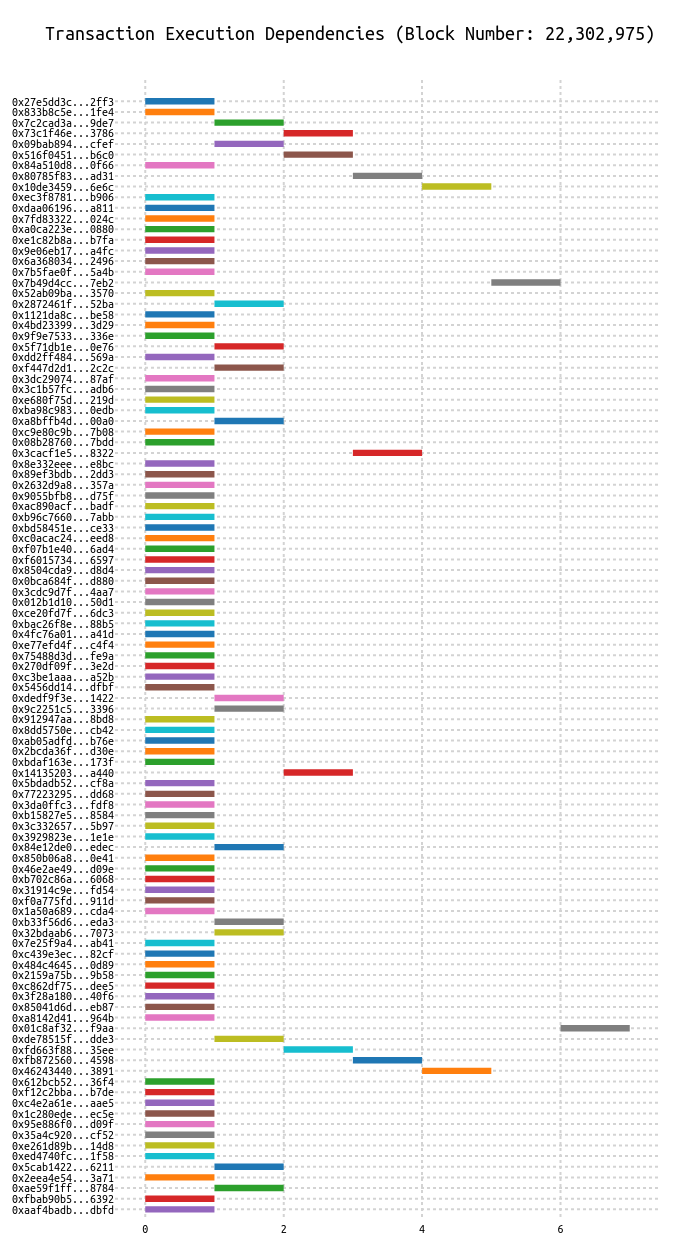 Transaction Execution Dependencies (Block Number: 22,302,975)
0x27e5dd3c...2ff3
0x833b8c5e...1fe4
0x7c2cad3a...9de7
0x73c1f46e...3786
0x09bab894...cfef
0x516f0451...b6c0
0x84a510d8...0f66
0x80785f83...ad31
0x10de3459...6e6c
0xec3f8781...b906
0xdaa06196...a811
0x7fd83322...024c
0xa0ca223e...0880
0xe1c82b8a...b7fa
0x9e06eb17...a4fc
0x6a368034...2496
0x7b5fae0f...5a4b
0x7b49d4cc...7eb2
0x52ab09ba...3570
0x2872461f...52ba
0x1121da8c...be58
0x4bd23399...3d29
0x9f9e7533...336e
0x5f71db1e...0e76
0xdd2ff484...569a
0xf447d2d1...2c2c
0x3dc29074...87af
0x3c1b57fc...adb6
0xe680f75d...219d
0xba98c983...0edb
0xa8bffb4d...00a0
0xc9e80c9b...7b08
0x08b28760...7bdd
0x3cacf1e5...8322
0x8e332eee...e8bc
0x89ef3bdb...2dd3
0x2632d9a8...357a
0x9055bfb8...d75f
0xac890acf...badf
0xb96c7660...7abb
0xbd58451e...ce33
0xc0acac24...eed8
0xf07b1e40...6ad4
0xf6015734...6597
0x8504cda9...d8d4
0x0bca684f...d880
0x3cdc9d7f...4aa7
0x012b1d10...50d1
0xce20fd7f...6dc3
0xbac26f8e...88b5
0x4fc76a01...a41d
0xe77efd4f...c4f4
0x75488d3d...fe9a
0x270df09f...3e2d
0xc3be1aaa...a52b
0x5456dd14...dfbf
0xdedf9f3e...1422
0x9c2251c5...3396
0x912947aa...8bd8
0x8dd5750e...cb42
0xab05adfd...b76e
0x2bcda36f...d30e
0xbdaf163e...173f
0x14135203...a440
0x5bdadb52...cf8a
0x77223295...dd68
0x3da0ffc3...fdf8
0xb15827e5...8584
0x3c332657...5b97
0x3929823e...1e1e
0x84e12de0...edec
0x850b06a8...0e41
0x46e2ae49...d09e
0xb702c86a...6068
0x31914c9e...fd54
0xf0a775fd...911d
0x1a50a689...cda4
0xb33f56d6...eda3
0x32bdaab6...7073
0x7e25f9a4...ab41
0xc439e3ec...82cf
0x484c4645...0d89
0x2159a75b...9b58
0xc862df75...dee5
0x3f28a180...40f6
0x85041d6d...eb87
0xa8142d41...964b
0x01c8af32...f9aa
0xde78515f...dde3
0xfd663f88...35ee
0xfb872560...4598
0x46243440...3891
0x612bcb52...36f4
0xf12c2bba...b7de
0xc4e2a61e...aae5
0x1c280ede...ec5e
0x95e886f0...d09f
0x35a4c920...cf52
0xe261d89b...14d8
0xed4740fc...1f58
0x5cab1422...6211
0x2eea4e54...3a71
0xae59f1ff...8784
0xfbab90b5...6392
0xaaf4badb...dbfd
0 2 4 6